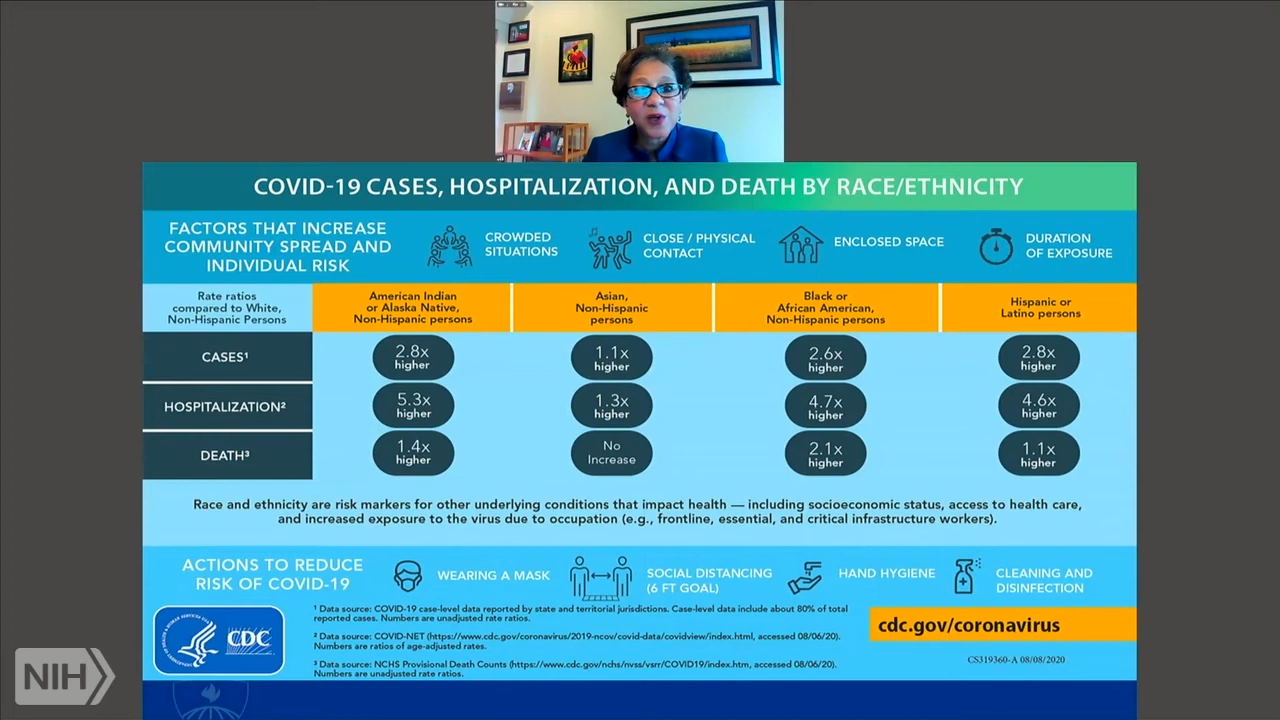 COVID-19 CASES, HOSPITALIZATION, AND DEATH BY RACE/ETHNICITY
FACTORS THAT INCREASE
COMMUNITY SPREAD AND
INDIVIDUAL RISK
CROWDED
SITUATIONS
CLOSE / PHYSICAL
CONTACT
ENCLOSED SPACE
DURATION
OF EXPOSURE
Rate ratios
compared to White,
Non-Hispanic Persons
American Indian
or Alaska Native,
Non-Hispanic persons
Asian,
Non-Hispanic
persons
Black or
African American,
Non-Hispanic persons
Hispanic or
Latino persons
CASES¹
2.8x
higher
1.1x
higher
2.6x
higher
2.8x
higher
HOSPITALIZATION²
5.3x
higher
1.3x
higher
4.7x
higher
4.6x
higher
DEATH³
1.4x
higher
No
Increase
2.1x
higher
1.1x
higher
Race and ethnicity are risk markers for other underlying conditions that impact health — including socioeconomic status, access to health care,
and increased exposure to the virus due to occupation (e.g., frontline, essential, and critical infrastructure workers).
ACTIONS TO REDUCE
RISK OF COVID-19
WEARING A MASK
SOCIAL DISTANCING
(6 FT GOAL)
HAND HYGIENE
CLEANING AND
DISINFECTION
¹ Data source: COVID-19 case-level data reported by state and territorial jurisdictions. Case-level data include about 80% of total
reported cases. Numbers are unadjusted rate ratios.
² Data source: COVID-NET (https://www.cdc.gov/coronavirus/2019-ncov/covid-data/covidview/index.html, accessed 08/06/20).
Numbers are ratios of age-adjusted rates.
³ Data source: NCHS Provisional Death Counts (https://www.cdc.gov/nchs/nvss/vsrr/COVID19/index.htm, accessed 08/06/20).
Numbers are unadjusted rate ratios.
CDC
cdc.gov/coronavirus
CS319360-A 08/08/2020
NIH